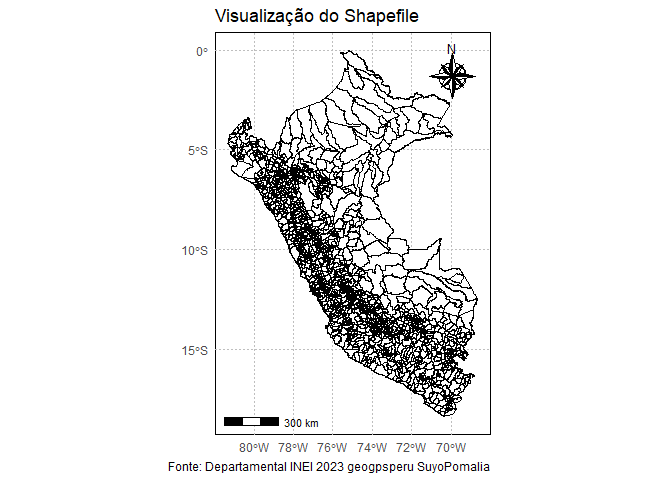 Visualização do Shapefile
N
0°
5°S
10°S
15°S
300 km
80°W 78°W 76°W 74°W 72°W 70°W
Fonte: Departamental INEI 2023 geogpsperu SuyoPomalia